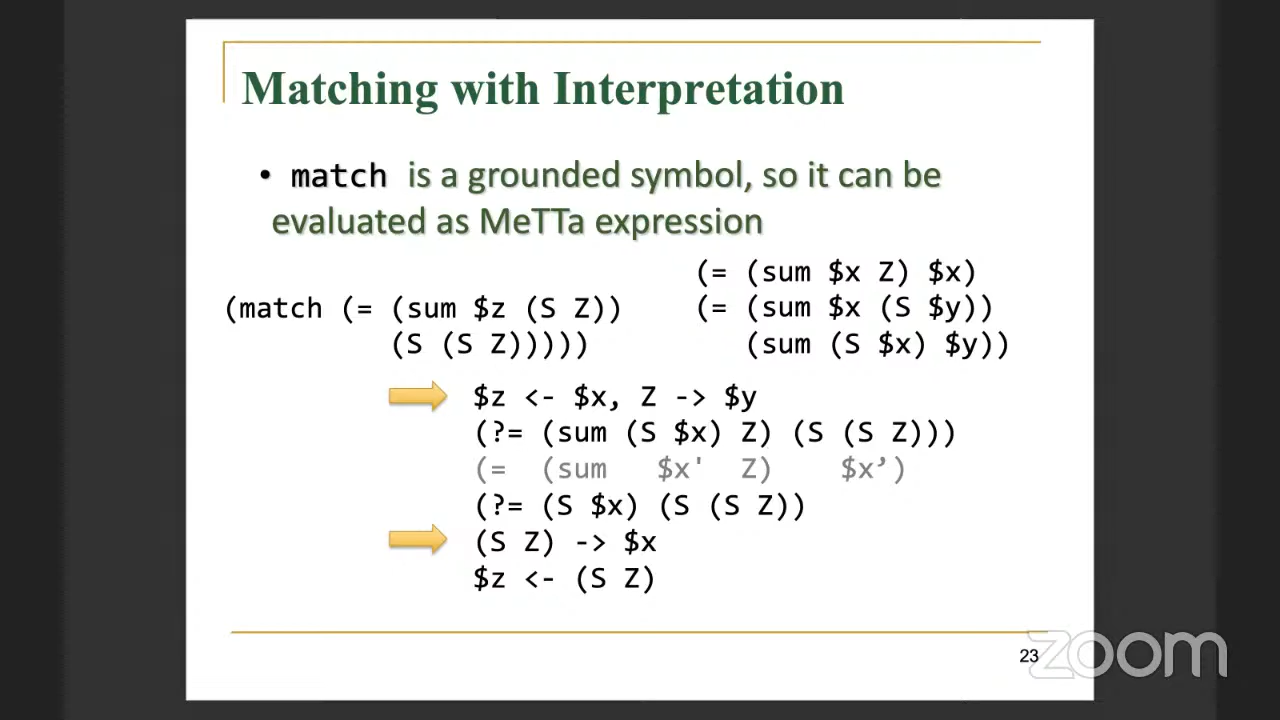 Matching with Interpretation
• match is a grounded symbol, so it can be
evaluated as MeTTa expression
(match (= (sum $z (S Z))
(S (S Z)))))
(= (sum $x Z) $x)
(= (sum $x (S $y))
(sum (S $x) $y))
$z <- $x, Z -> $y
(?= (sum (S $x) Z) (S (S Z)))
(= (sum $x' Z) $x’)
(?= (S $x) (S (S Z))
(S Z) -> $x
$z <- (S Z)
23
zoom